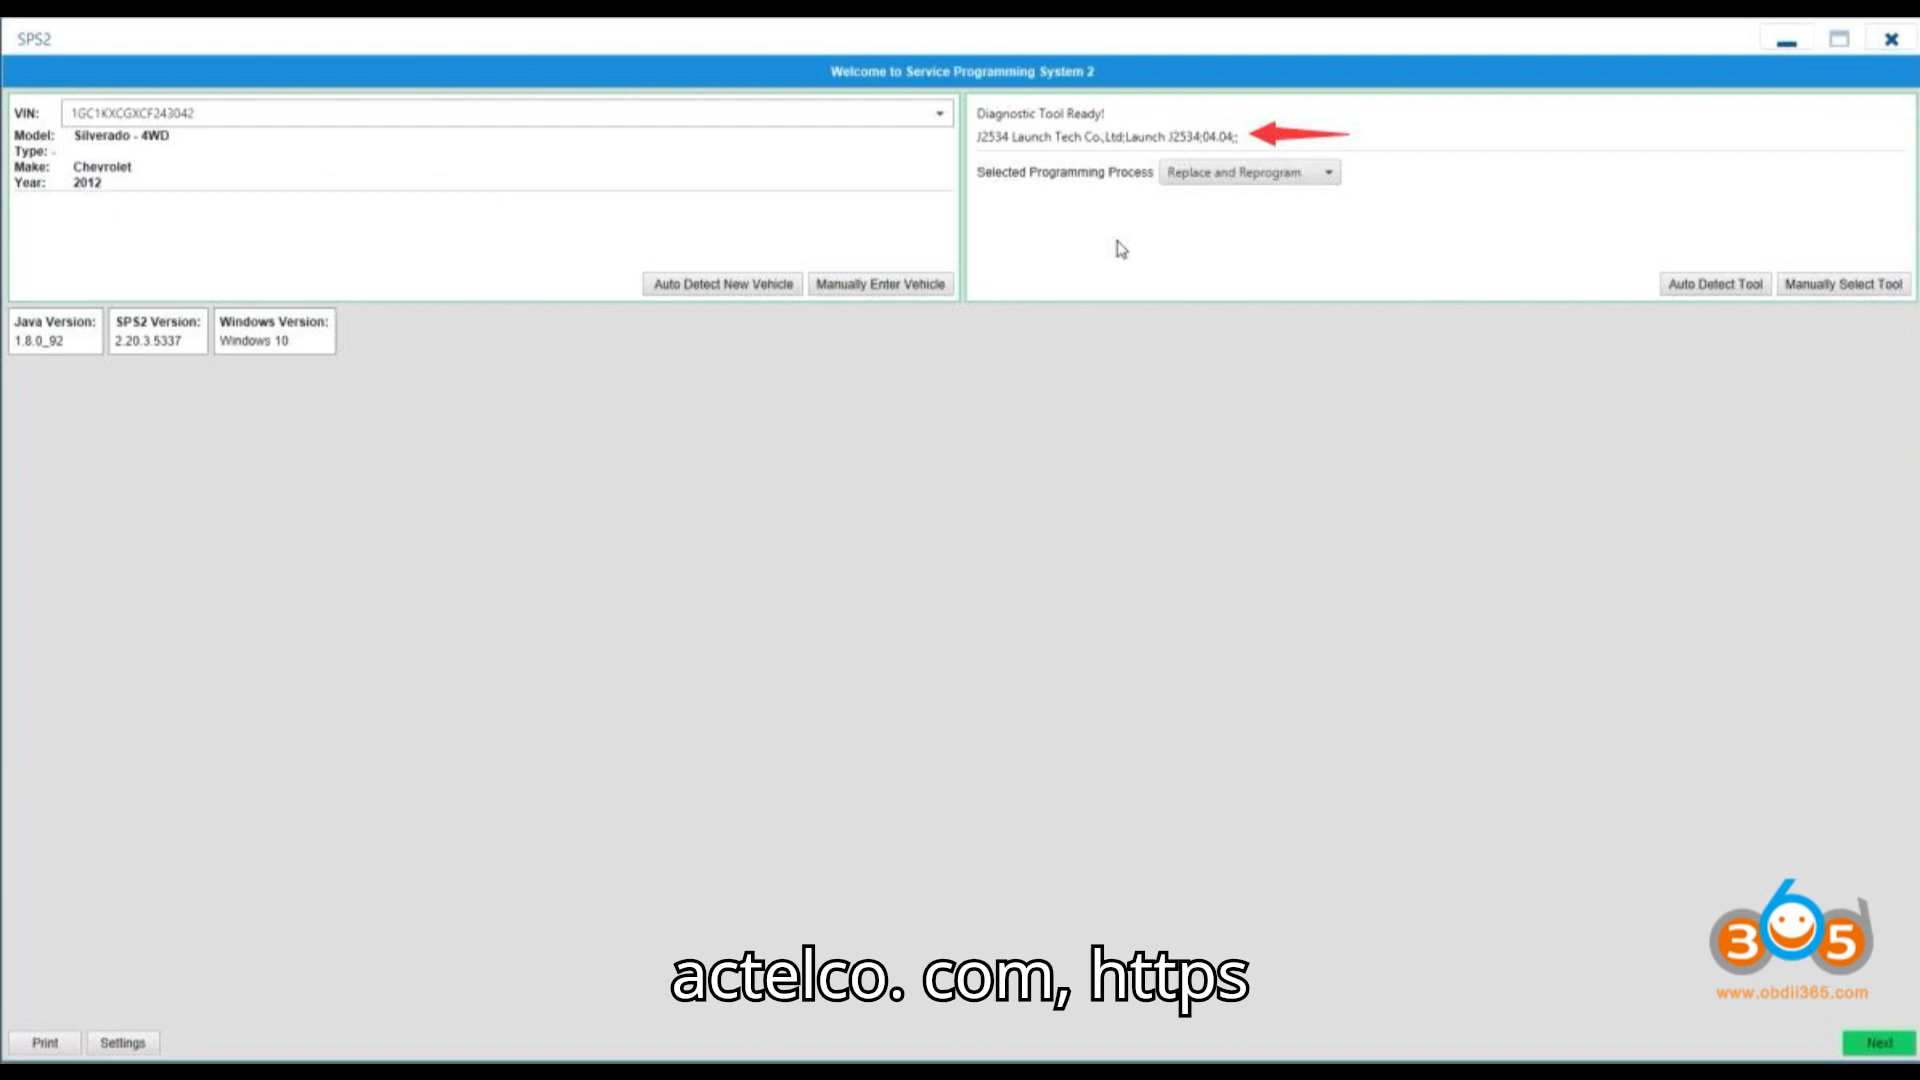 SPS2
Welcome to Service Programming System 2
VIN: 1GC1KXCGXCF243042
Model: Silverado - 4WD
Type: -
Make: Chevrolet
Year: 2012
Auto Detect New Vehicle
Manually Enter Vehicle
Diagnostic Tool Ready!
J2534 Launch Tech Co.,Ltd;Launch J2534;04.04;;
Selected Programming Process Replace and Reprogram
Auto Detect Tool
Manually Select Tool
Java Version:
1.8.0_92
SPS2 Version:
2.20.3.5337
Windows Version:
Windows 10
actelco. com, https
365
www.obdii365.com
Print
Settings
Next